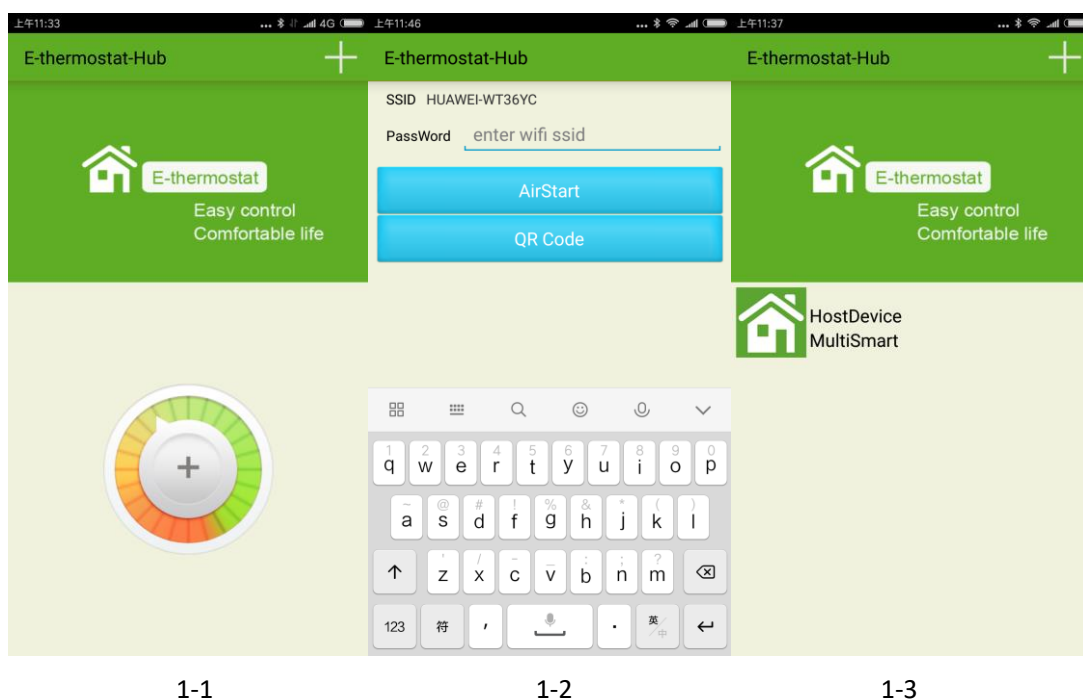 上午11:33
... 4G
E-thermostat-Hub
E-thermostat
Easy control
Comfortable life
1-1
上午11:46
...
E-thermostat-Hub
SSID HUAWEI-WT36YC
PassWord enter wifi ssid
AirStart
QR Code
1 2 3 4 5 6 7 8 9 0
q w e r t y u i o p
~ @ # ! % & * ( )
a s d f g h j k l
' / - _ : ; ?
z x c v b n m
123 符 , . 英/中
1-2
上午11:37
...
E-thermostat-Hub
E-thermostat
Easy control
Comfortable life
HostDevice
MultiSmart
1-3